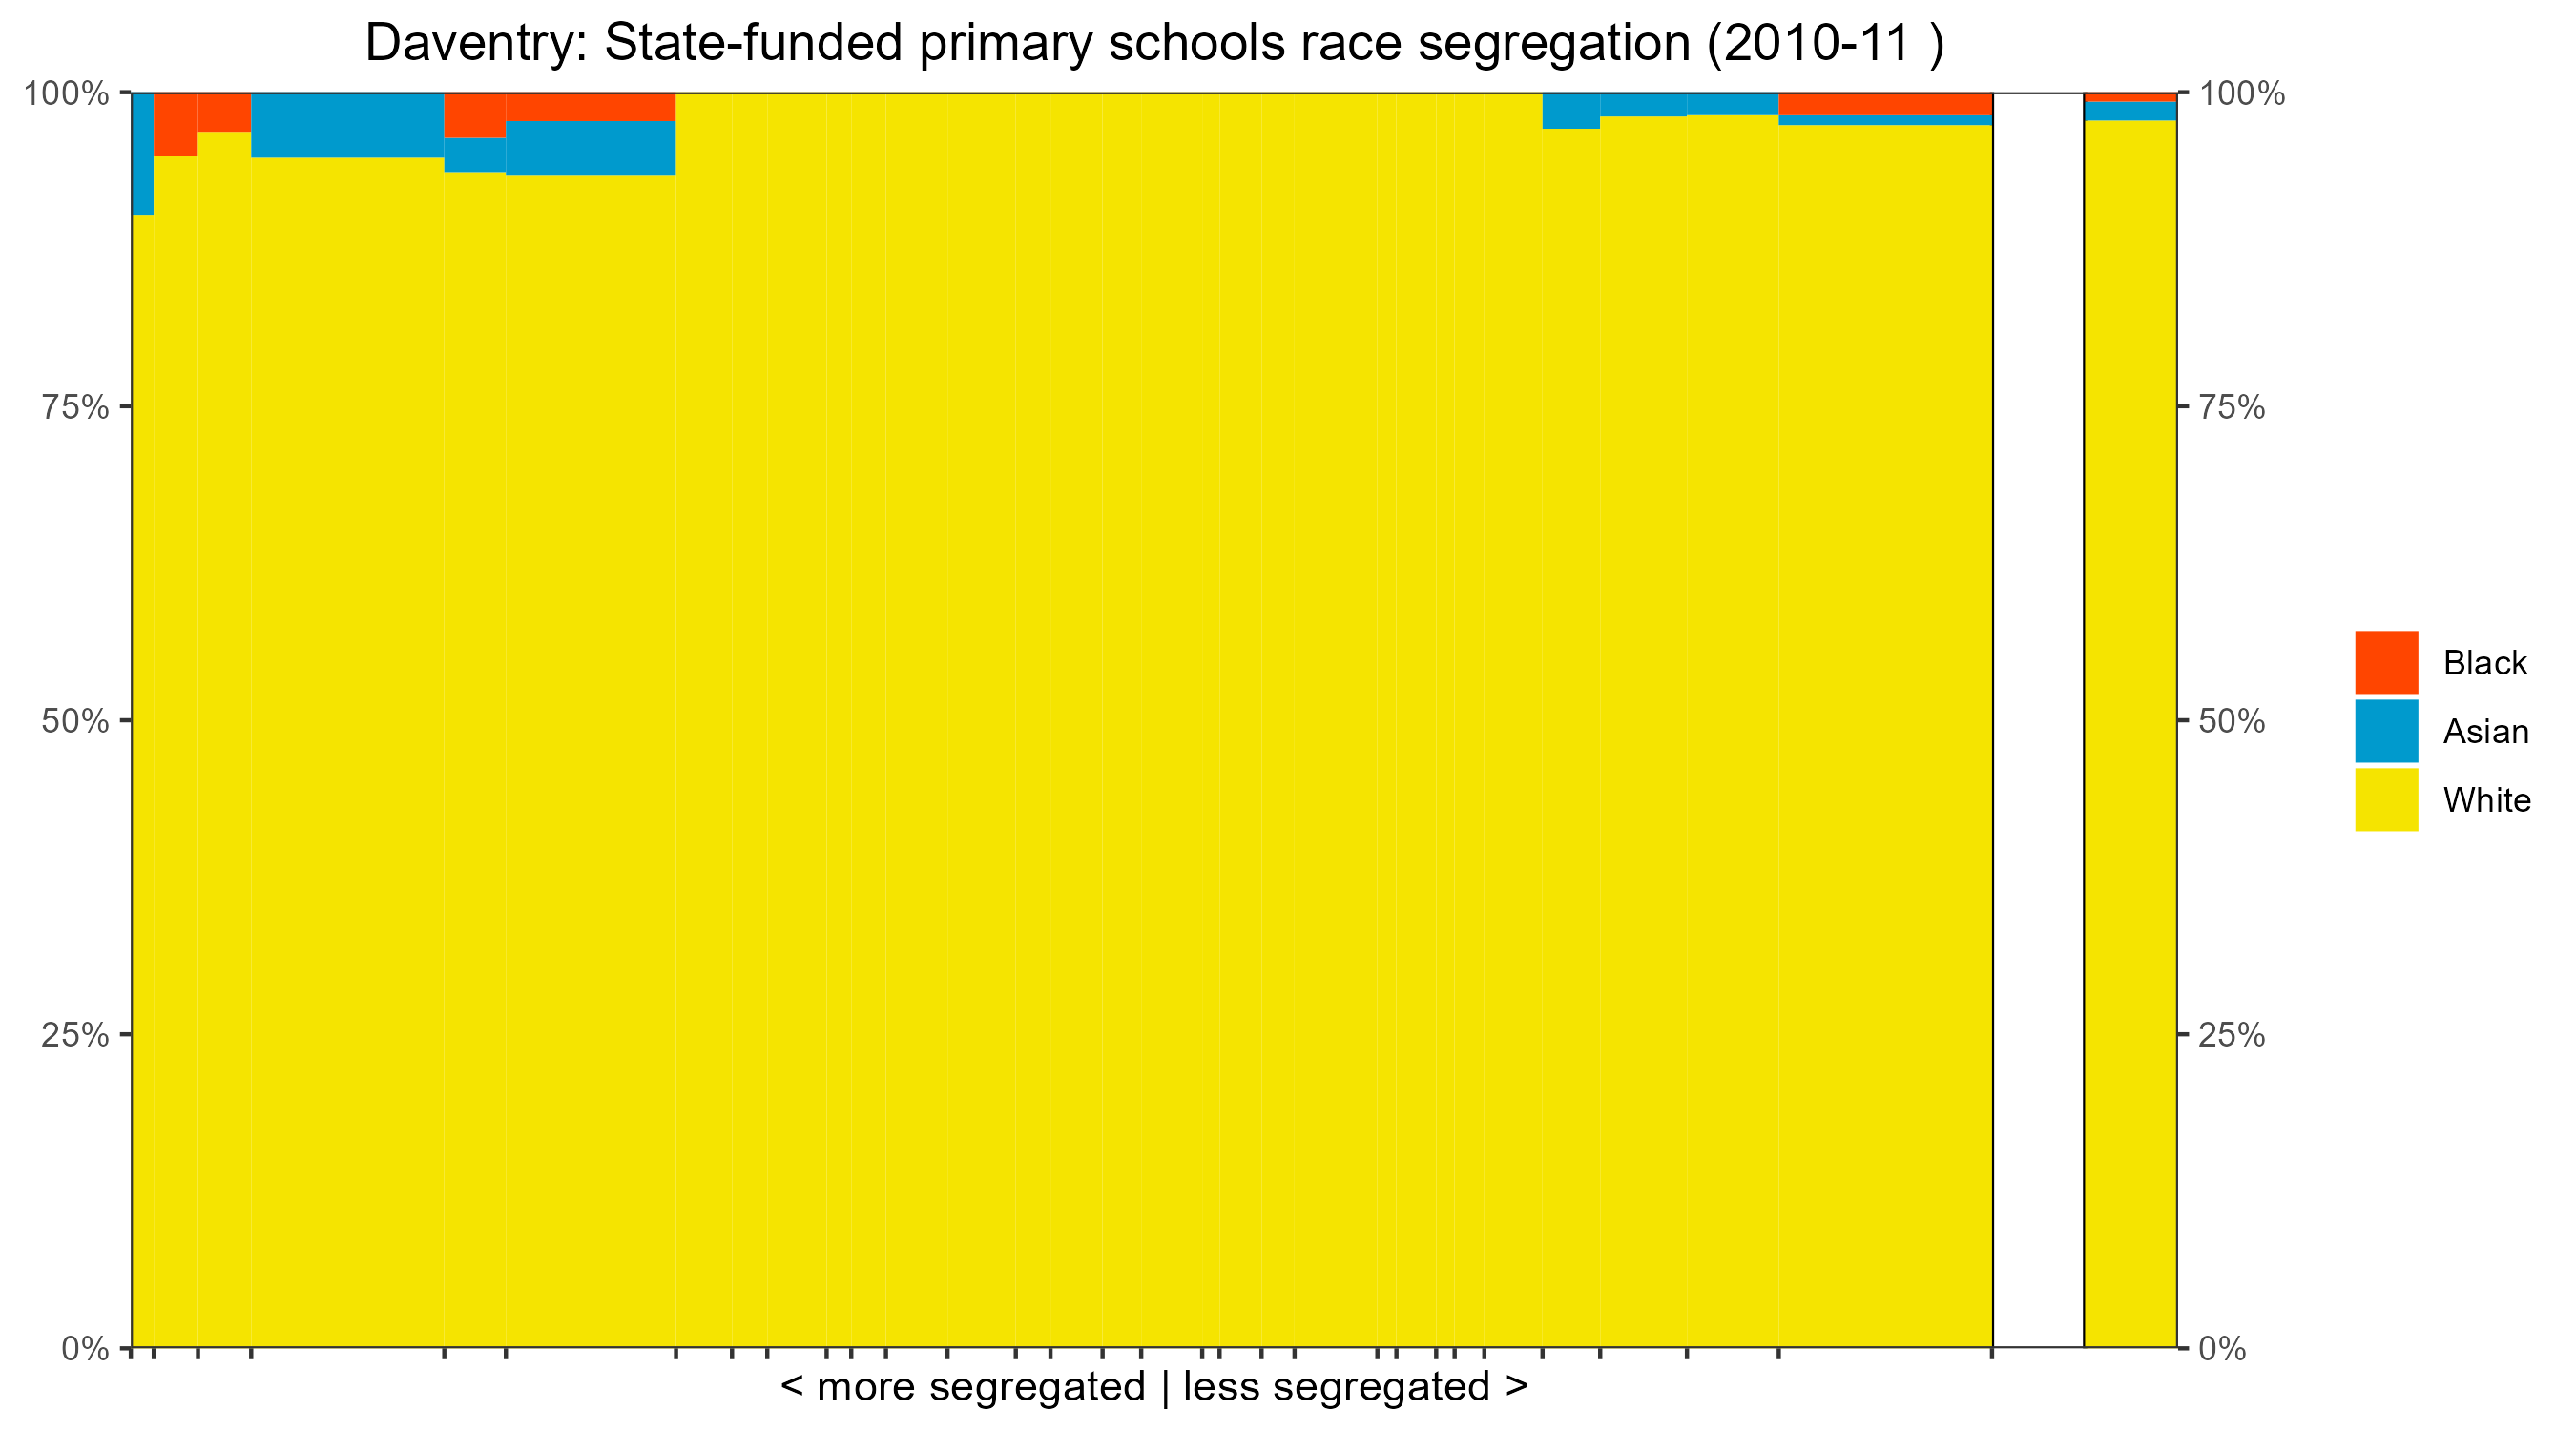 Daventry: State-funded primary schools race segregation (2010-11 )
100%
75%
50%
25%
0%
100%
75%
50%
25%
0%
Black
Asian
White
< more segregated | less segregated >